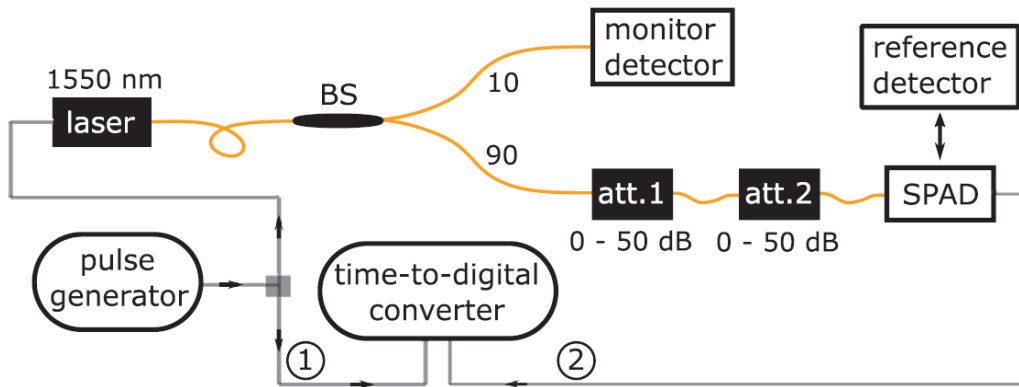 1550 nm
laser
BS
10
90
monitor
detector
reference
detector
att.1
att.2
SPAD
0 - 50 dB
0 - 50 dB
pulse
generator
time-to-digital
converter
1
2